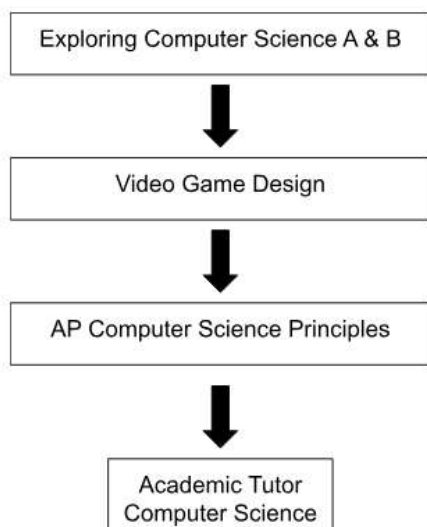 Exploring Computer Science A & B
Video Game Design
AP Computer Science Principles
Academic Tutor
Computer Science